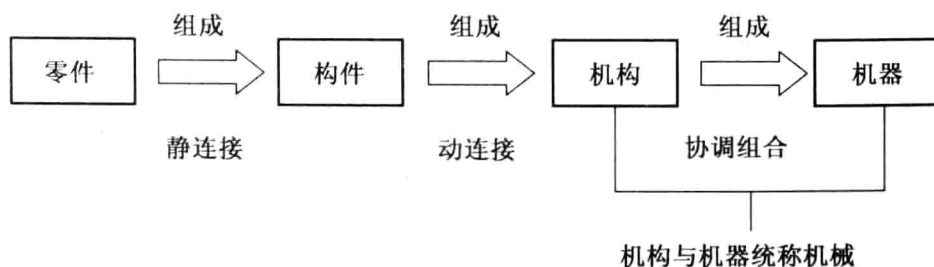 组成 组成 组成
零件 构件 机构 机器
静连接 动连接 协调组合
机构与机器统称机械